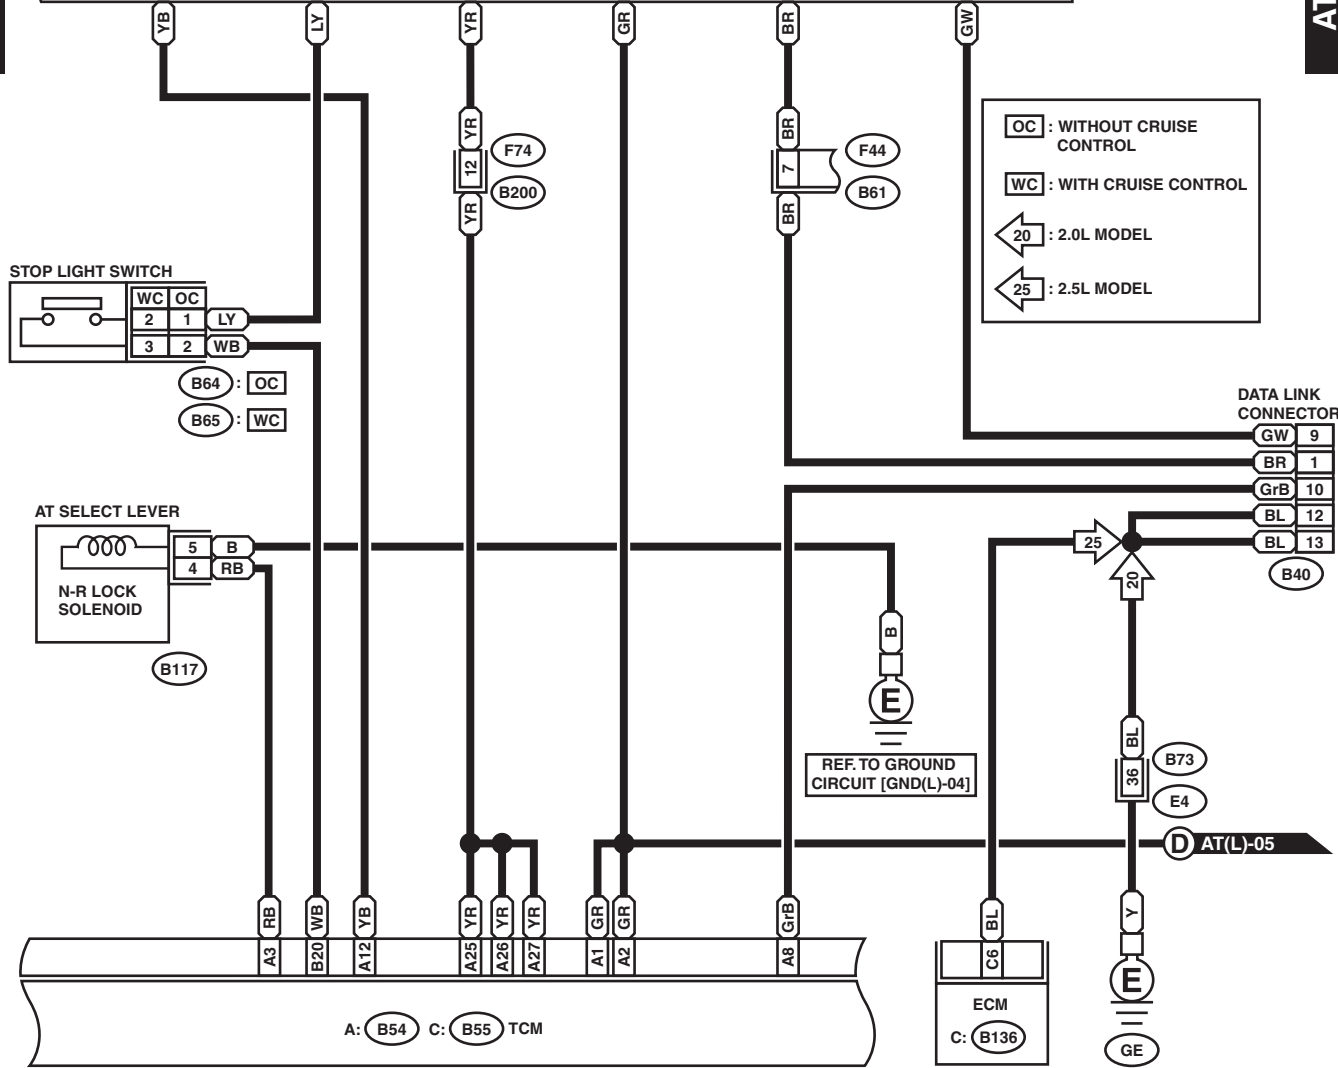 YB LY YR GR BR GW
AT
YR BR
12 F74 7 F44
B200 B61
YR BR
OC : WITHOUT CRUISE
CONTROL
WC : WITH CRUISE CONTROL
20 : 2.0L MODEL
25 : 2.5L MODEL
STOP LIGHT SWITCH
WC OC
2 1 LY
3 2 WB
B64 : OC
B65 : WC
DATA LINK
CONNECTOR
GW 9
BR 1
GrB 10
BL 12
BL 13
B40
25
20
AT SELECT LEVER
5 B
4 RB
N-R LOCK
SOLENOID
B117
B
E
REF. TO GROUND
CIRCUIT [GND(L)-04]
BL
36 B73
E4
D AT(L)-05
RB WB YB YR YR YR GR GR GrB BL Y
A3 B20 A12 A25 A26 A27 A1 A2 A8 C6
E
A: B54 C: B55 TCM
ECM
C: B136
GE